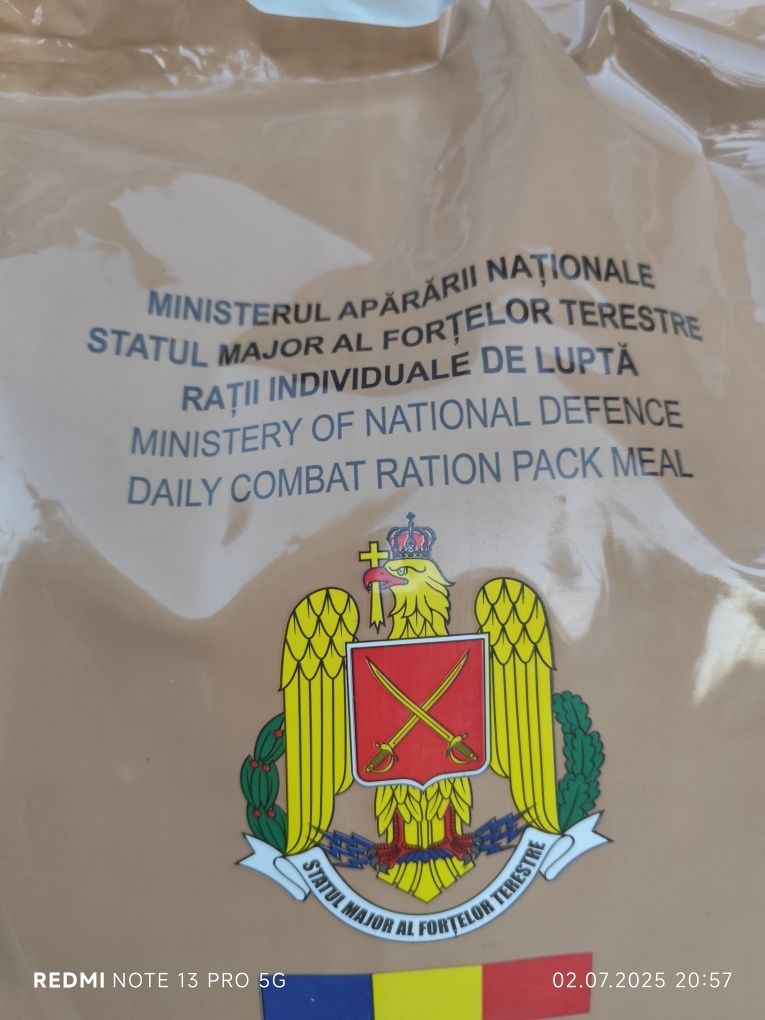 MINISTERUL APĂRĂRII NAȚIONALE
STATUL MAJOR AL FORȚELOR TERESTRE
RAȚII INDIVIDUALE DE LUPTĂ
MINISTERY OF NATIONAL DEFENCE
DAILY COMBAT RATION PACK MEAL
STATUL MAJOR AL FORȚELOR TERESTRE
REDMI NOTE 13 PRO 5G
02.07.2025 20:57